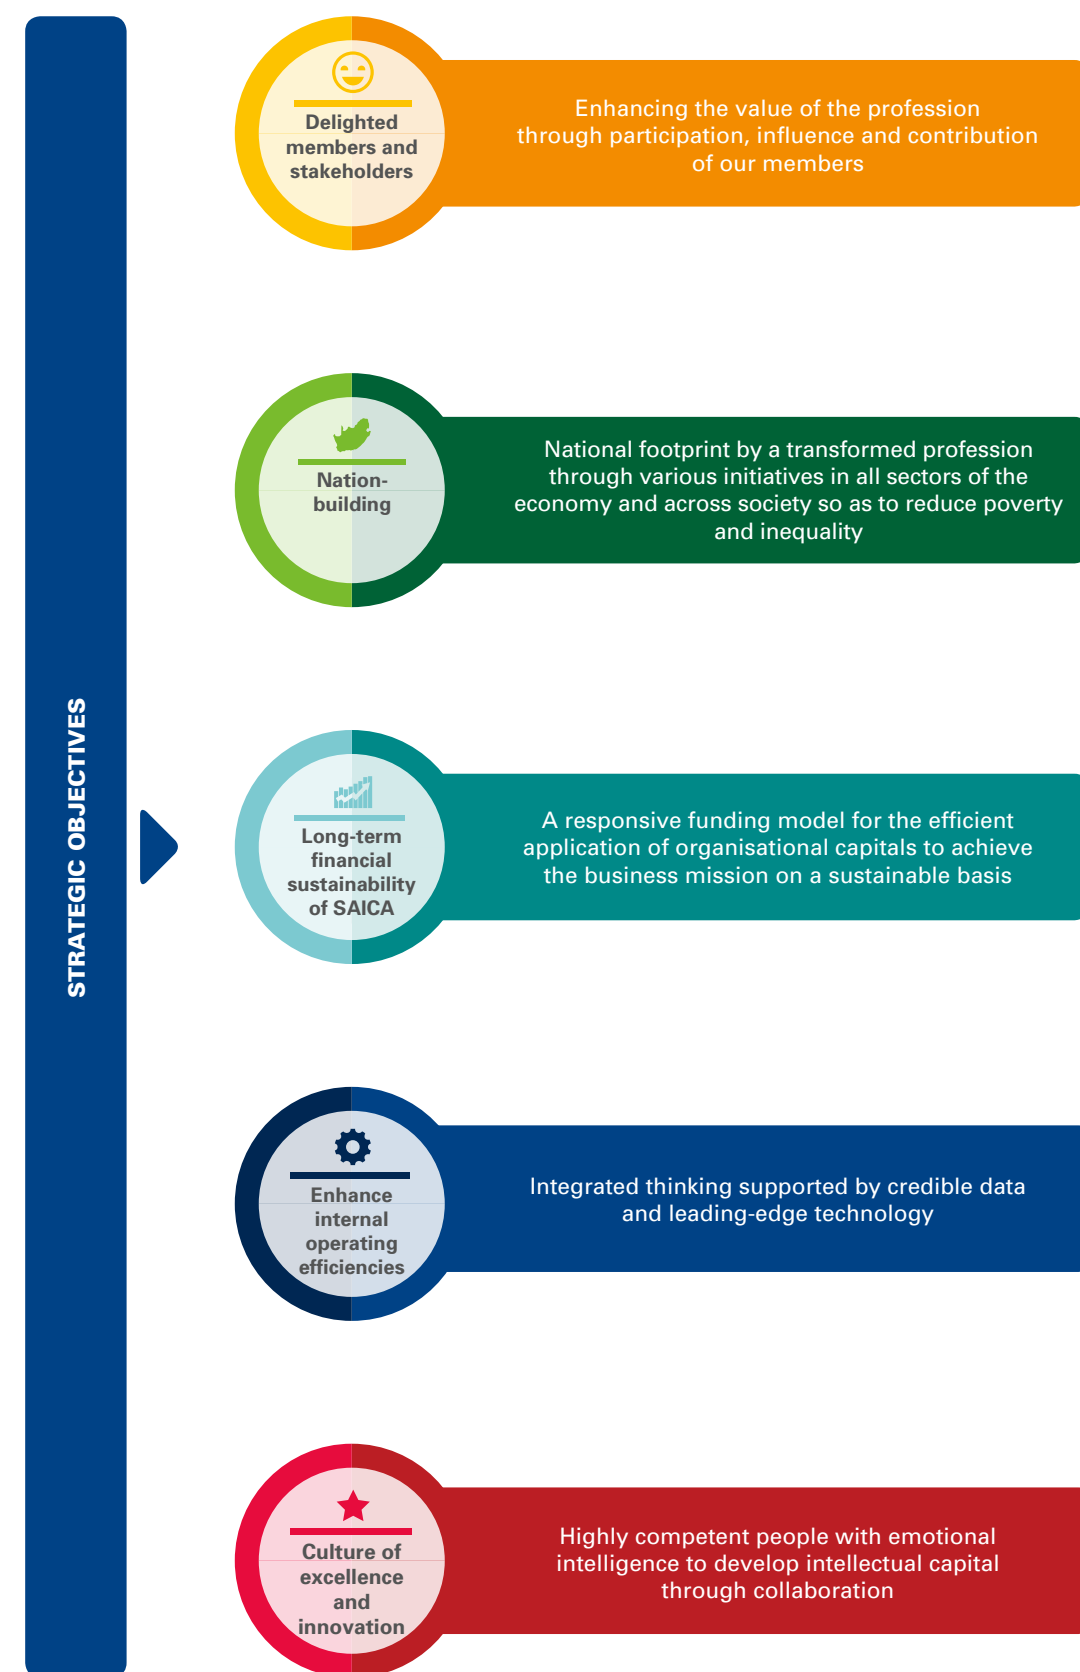 STRATEGIC OBJECTIVES
Delighted
members and
stakeholders
Enhancing the value of the profession
through participation, influence and contribution
of our members
Nation-
building
National footprint by a transformed profession
through various initiatives in all sectors of the
economy and across society so as to reduce poverty
and inequality
Long-term
financial
sustainability
of SAICA
A responsive funding model for the efficient
application of organisational capitals to achieve
the business mission on a sustainable basis
Enhance
internal
operating
efficiencies
Integrated thinking supported by credible data
and leading-edge technology
Culture of
excellence
and
innovation
Highly competent people with emotional
intelligence to develop intellectual capital
through collaboration